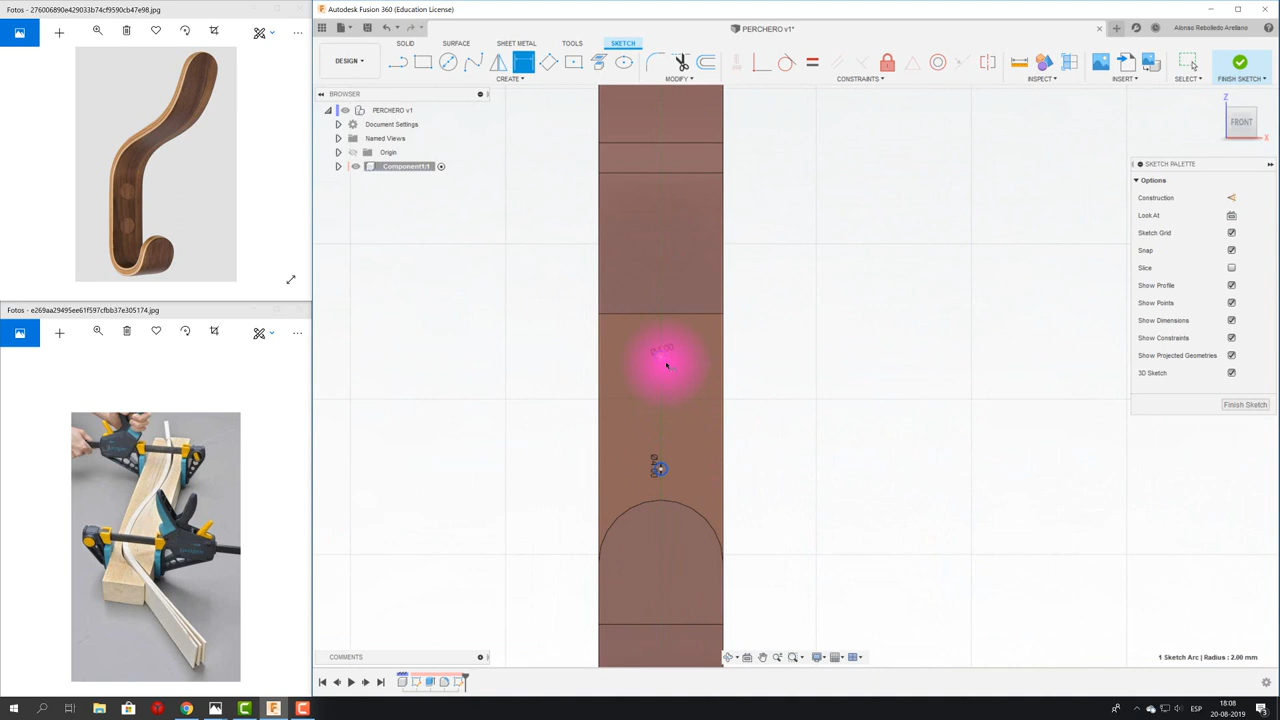 Fotos - 276006890e429033b74cf9590cb47e98.jpg
Fotos - e269aa29495ee61f597cfbb37e305174.jpg
Autodesk Fusion 360 (Education License)
PERCHERO v1*
Alonso Rebolledo Arellano
DESIGN
SOLID
SURFACE
SHEET METAL
TOOLS
SKETCH
CREATE
MODIFY
CONSTRAINTS
INSPECT
INSERT
SELECT
FINISH SKETCH
BROWSER
PERCHERO v1
Document Settings
Named Views
Origin
Component1:1
Z
FRONT
X
SKETCH PALETTE
Options
Construction
Look At
Sketch Grid
Snap
Slice
Show Profile
Show Points
Show Dimensions
Show Constraints
Show Projected Geometries
3D Sketch
Finish Sketch
Ø4.00
COMMENTS
1 Sketch Arc | Radius : 2.00 mm
ESP
18:08
20-08-2019
3